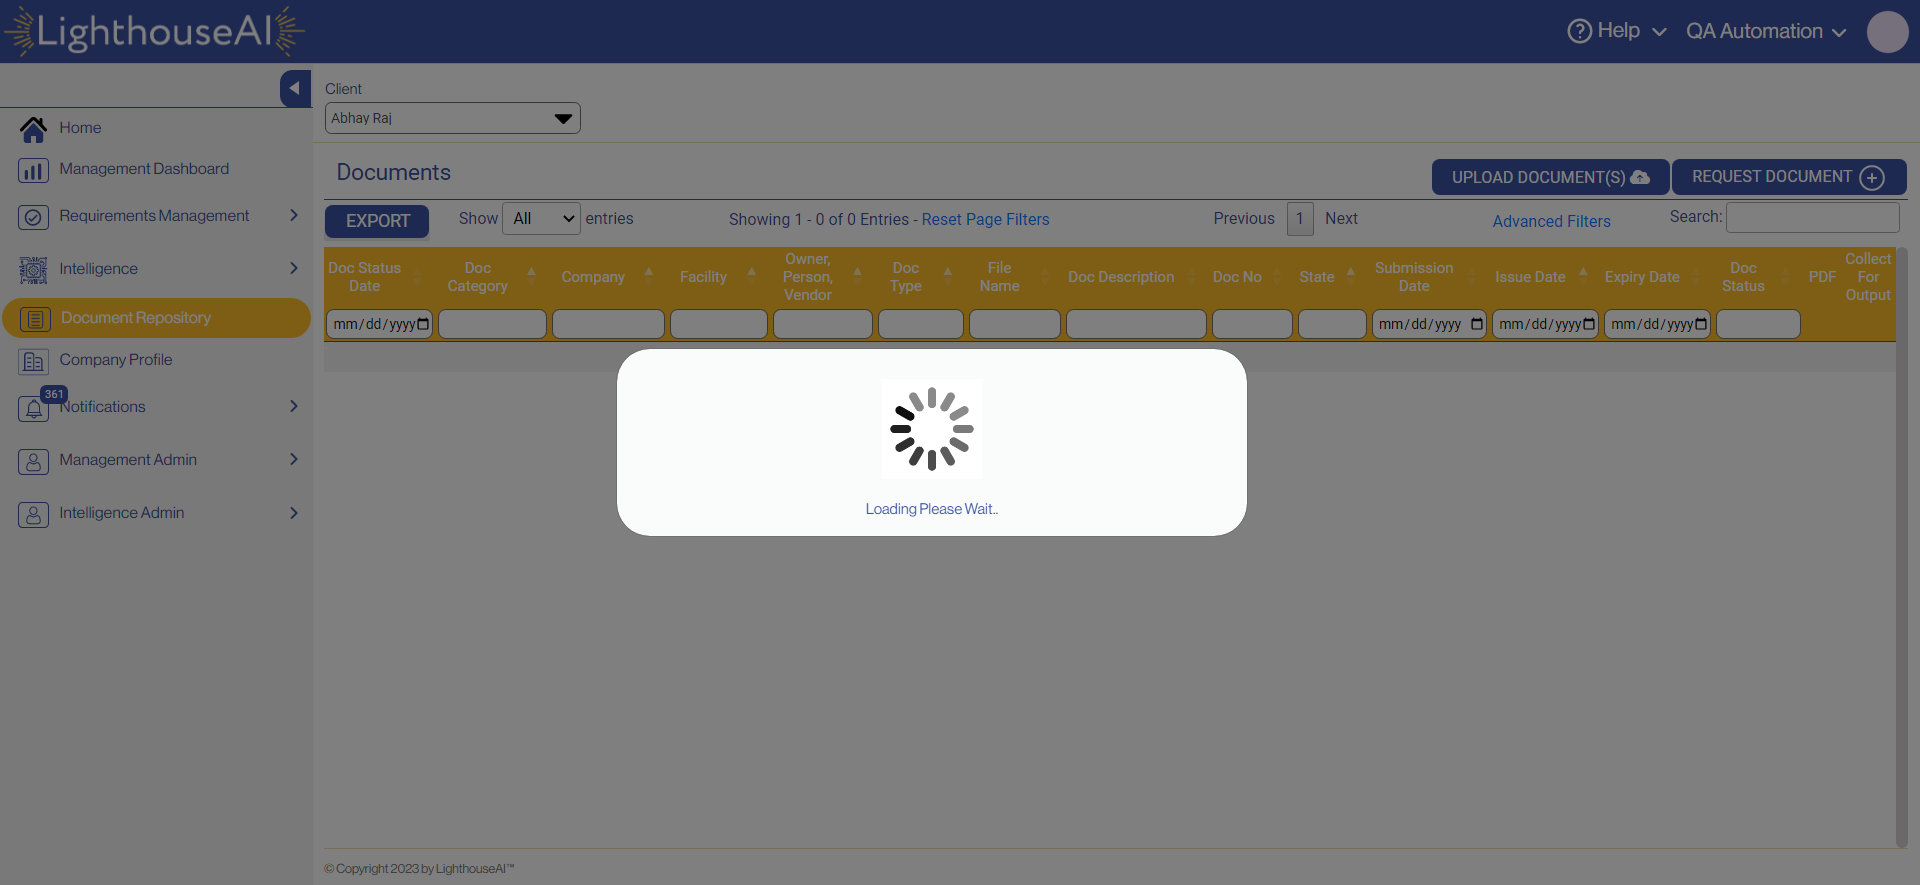 LighthouseAI
Help
QA Automation
Client
Abhay Raj
Home
Management Dashboard
Requirements Management
Intelligence
Document Repository
Company Profile
361
Notifications
Management Admin
Intelligence Admin
Documents
UPLOAD DOCUMENT(S)
REQUEST DOCUMENT
EXPORT
Show All entries
Showing 1 - 0 of 0 Entries - Reset Page Filters
Previous 1 Next
Advanced Filters
Search:
Doc Status
Date
Doc
Category
Company
Facility
Owner,
Person,
Vendor
Doc
Type
File
Name
Doc Description
Doc No
State
Submission
Date
Issue Date
Expiry Date
Doc
Status
PDF
Collect
For
Output
mm/dd/yyyy
mm/dd/yyyy
mm/dd/yyyy
mm/dd/yyyy
Loading Please Wait..
© Copyright 2023 by LighthouseAI™